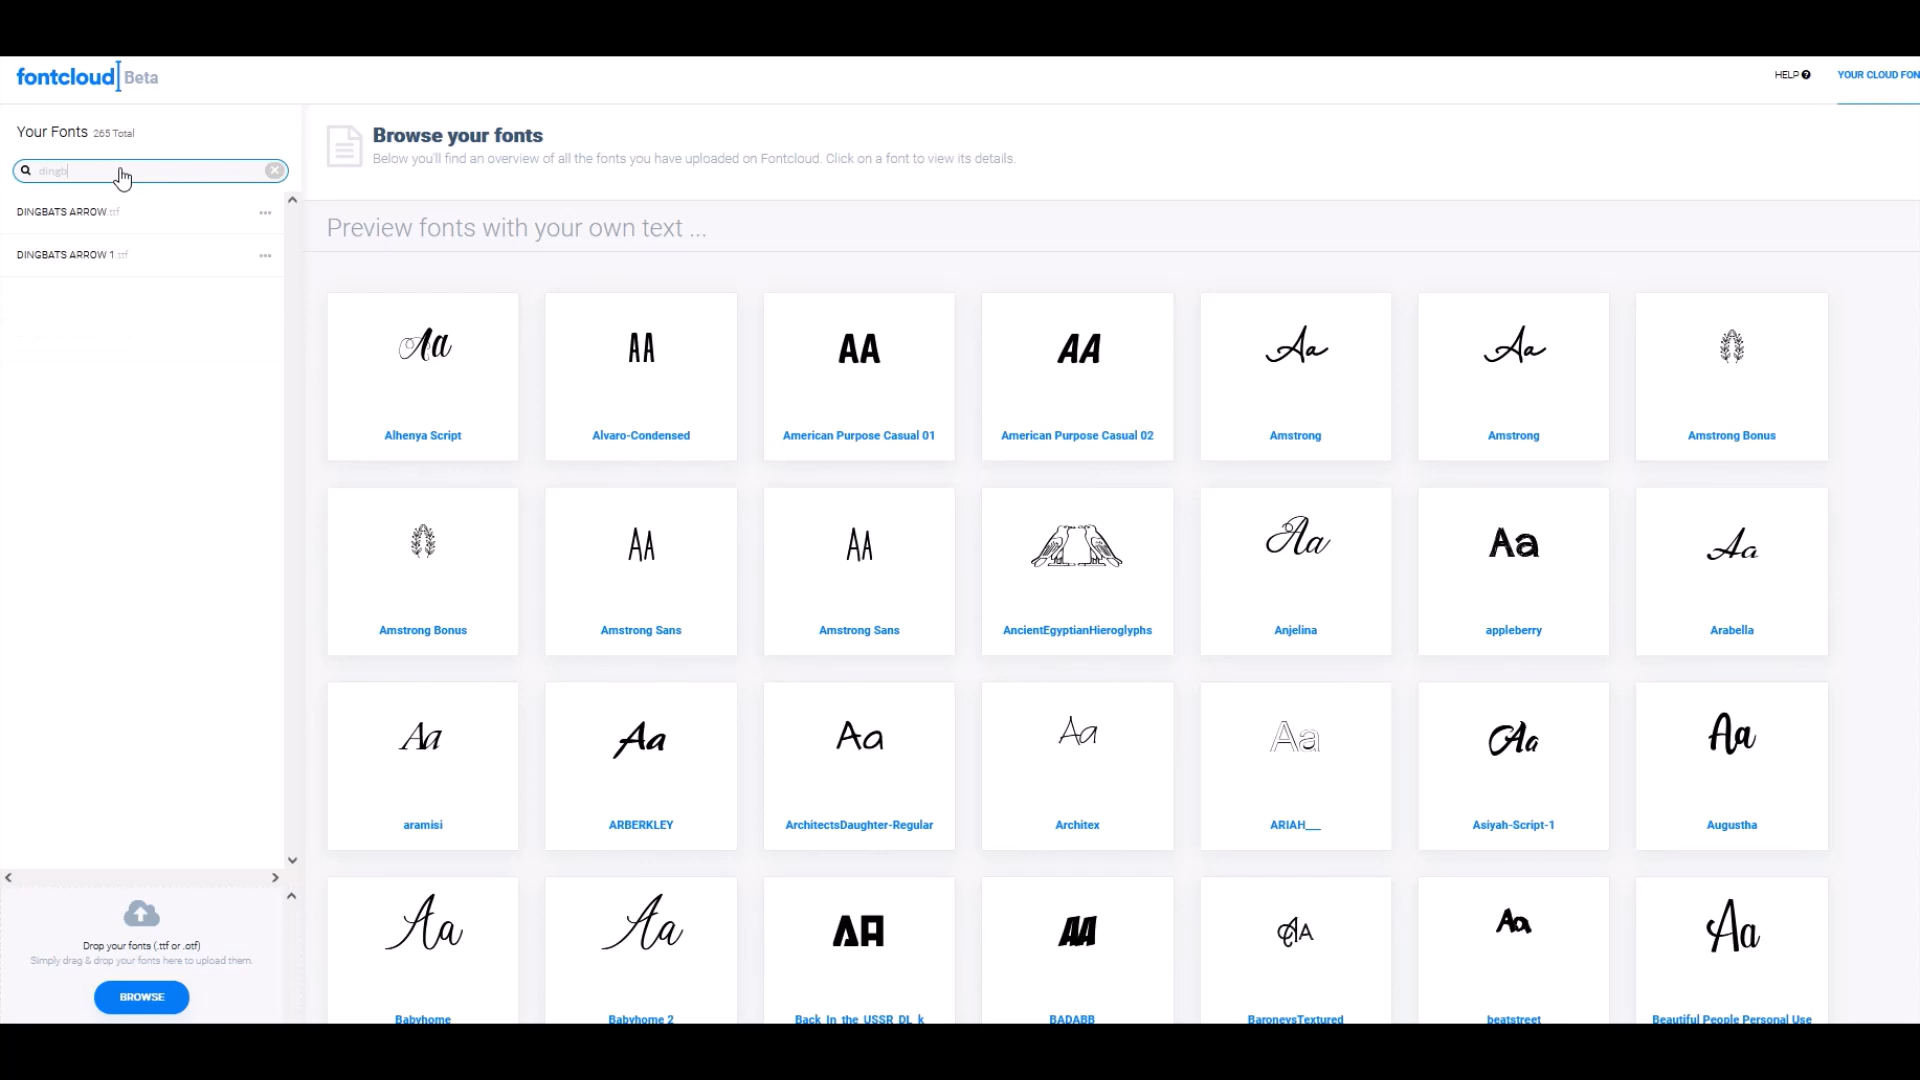 fontcloud Beta
HELP
YOUR CLOUD FON
Your Fonts 265 Total
dingb
DINGBATS ARROW.ttf
DINGBATS ARROW 1.ttf
Browse your fonts
Below you'll find an overview of all the fonts you have uploaded on Fontcloud. Click on a font to view its details.
Preview fonts with your own text ...
Aa AA AA AA Aa Aa
Alhenya Script
Alvaro-Condensed
American Purpose Casual 01
American Purpose Casual 02
Amstrong
Amstrong
Amstrong Bonus
AA AA Aa Aa Aa
Amstrong Bonus
Amstrong Sans
Amstrong Sans
AncientEgyptianHieroglyphs
Anjelina
appleberry
Arabella
Aa Aa Aa Aa Aa Aa Aa
aramisi
ARBERKLEY
ArchitectsDaughter-Regular
Architex
ARIAH___
Asiyah-Script-1
Augustha
Aa Aa AA AA AA Aa Aa
Babyhome
Babyhome 2
Back In the USSR DL k
BADABB
BaroneysTextured
beatstreet
Beautiful People Personal Use
Drop your fonts (.ttf or .otf)
Simply drag & drop your fonts here to upload them.
BROWSE